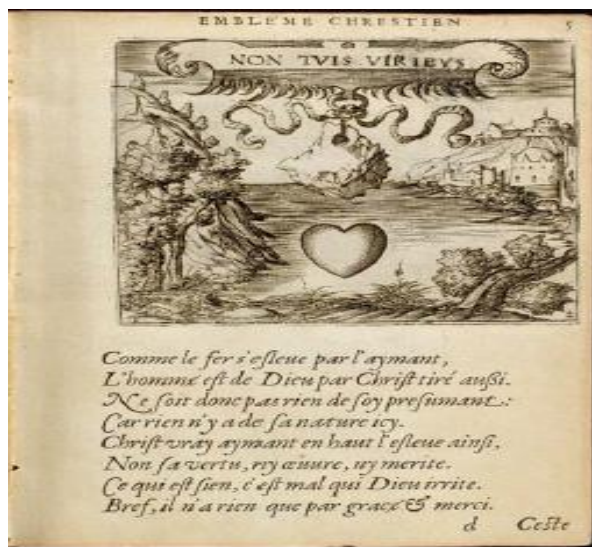 EMBLEME CHRESTIEN 5
NON TVIS VIRIBVS
Comme le fer s'eſleue par l'aymant,
L'homme eſt de Dieu par Chriſt tiré auſsi.
Ne ſoit donc pas rien de ſoy preſumant:
Car rien n'y a de ſa nature icy.
Chriſt vray aymant en haut l'eſleue ainſi,
Non ſa vertu, ny œuure, ny merite.
Ce qui eſt ſien, c'eſt mal qui Dieu irrite.
Bref, il n'a rien que par grace & merci.
d Ceſte